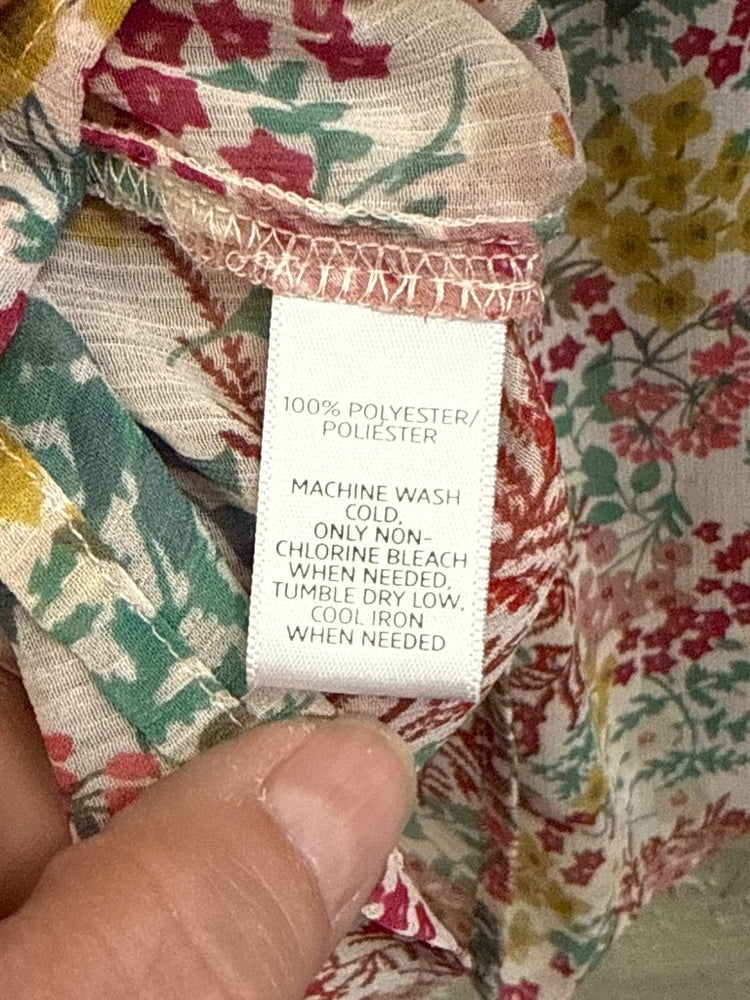 100% POLYESTER/
POLIESTER
MACHINE WASH
COLD,
ONLY NON-
CHLORINE BLEACH
WHEN NEEDED,
TUMBLE DRY LOW,
COOL IRON
WHEN NEEDED